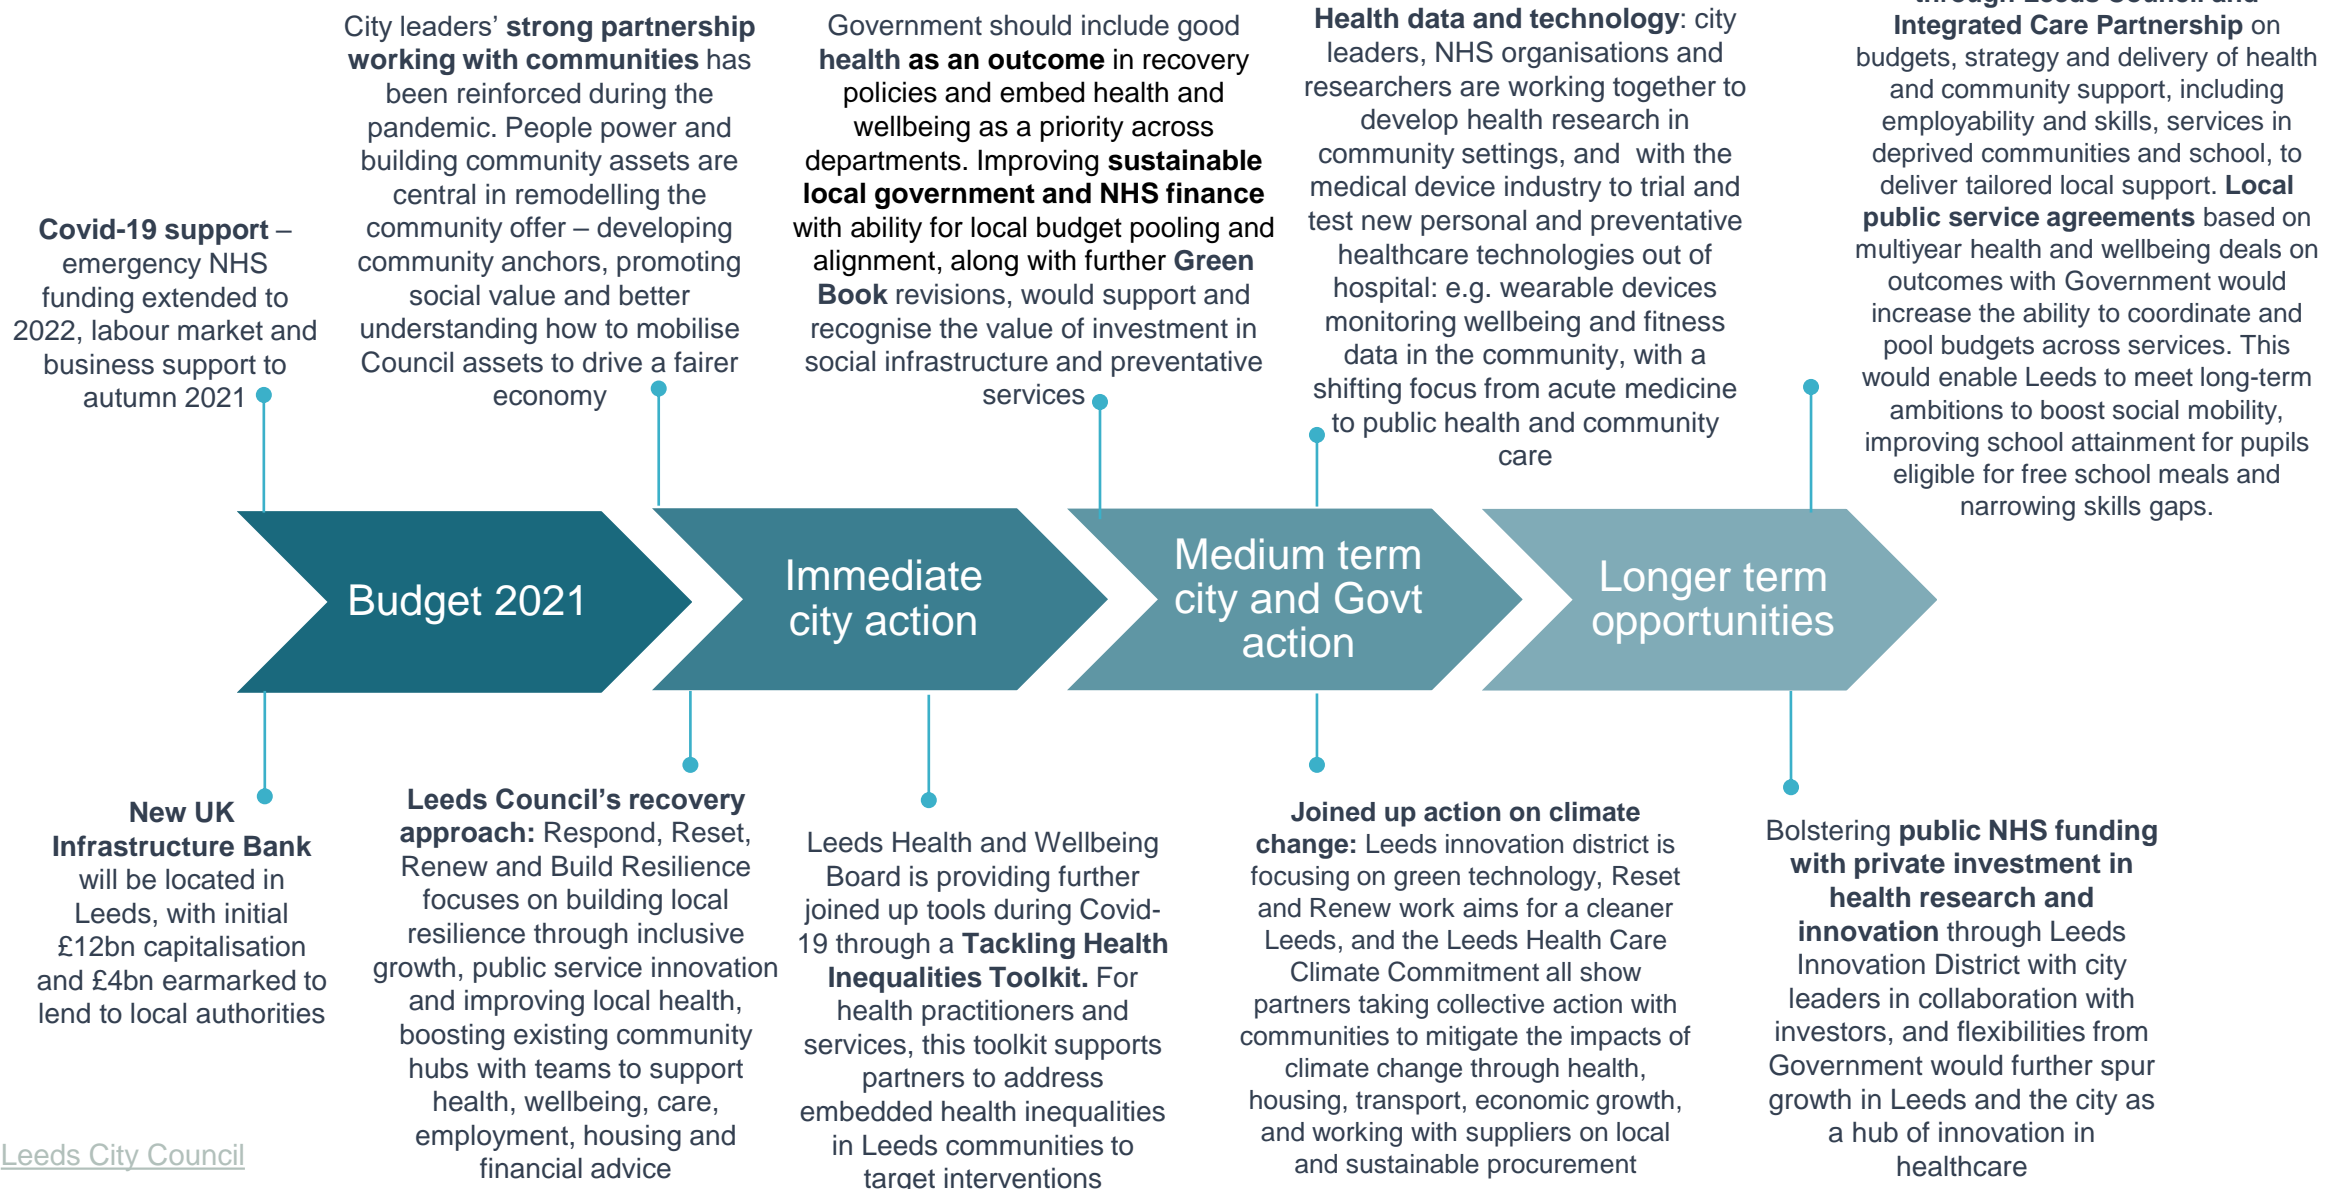 City leaders’ strong partnership
working with communities has
been reinforced during the
pandemic. People power and
building community assets are
central in remodelling the
community offer – developing
community anchors, promoting
social value and better
understanding how to mobilise
Council assets to drive a fairer
economy
Government should include good
health as an outcome in recovery
policies and embed health and
wellbeing as a priority across
departments. Improving sustainable
local government and NHS finance
with ability for local budget pooling and
alignment, along with further Green
Book revisions, would support and
recognise the value of investment in
social infrastructure and preventative
services
Health data and technology: city
leaders, NHS organisations and
researchers are working together to
develop health research in
community settings, and with the
medical device industry to trial and
test new personal and preventative
healthcare technologies out of
hospital: e.g. wearable devices
monitoring wellbeing and fitness
data in the community, with a
shifting focus from acute medicine
to public health and community
care
through Leeds Council and
Integrated Care Partnership on
budgets, strategy and delivery of health
and community support, including
employability and skills, services in
deprived communities and school, to
deliver tailored local support. Local
public service agreements based on
multiyear health and wellbeing deals on
outcomes with Government would
increase the ability to coordinate and
pool budgets across services. This
would enable Leeds to meet long-term
ambitions to boost social mobility,
improving school attainment for pupils
eligible for free school meals and
narrowing skills gaps.
Covid-19 support –
emergency NHS
funding extended to
2022, labour market and
business support to
autumn 2021
Budget 2021
Immediate
city action
Medium term
city and Govt
action
Longer term
opportunities
New UK
Infrastructure Bank
will be located in
Leeds, with initial
£12bn capitalisation
and £4bn earmarked to
lend to local authorities
Leeds Council’s recovery
approach: Respond, Reset,
Renew and Build Resilience
focuses on building local
resilience through inclusive
growth, public service innovation
and improving local health,
boosting existing community
hubs with teams to support
health, wellbeing, care,
employment, housing and
financial advice
Leeds Health and Wellbeing
Board is providing further
joined up tools during Covid-
19 through a Tackling Health
Inequalities Toolkit. For
health practitioners and
services, this toolkit supports
partners to address
embedded health inequalities
in Leeds communities to
target interventions
Joined up action on climate
change: Leeds innovation district is
focusing on green technology, Reset
and Renew work aims for a cleaner
Leeds, and the Leeds Health Care
Climate Commitment all show
partners taking collective action with
communities to mitigate the impacts of
climate change through health,
housing, transport, economic growth,
and working with suppliers on local
and sustainable procurement
Bolstering public NHS funding
with private investment in
health research and
innovation through Leeds
Innovation District with city
leaders in collaboration with
investors, and flexibilities from
Government would further spur
growth in Leeds and the city as
a hub of innovation in
healthcare
Leeds City Council